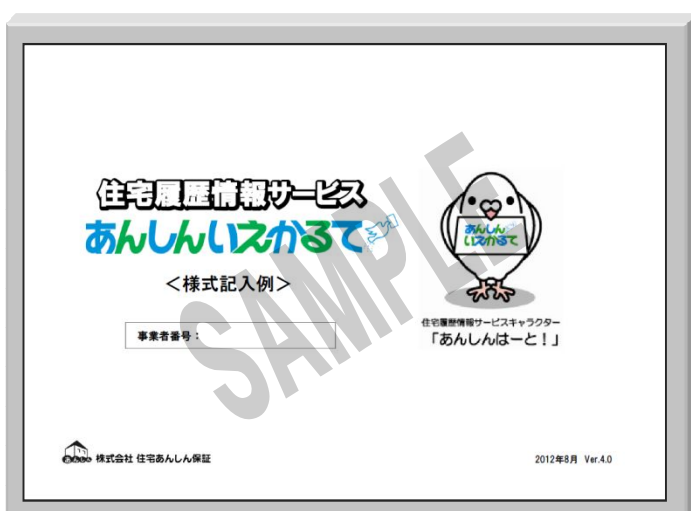 住宅履歴情報サービス
あんしんいえかるて
<様式記入例>
事業者番号:
SAMPLE
あんしん
いえかるて
住宅履歴情報サービスキャラクター
「あんしんはーと!」
あんしん 株式会社 住宅あんしん保証
2012年8月 Ver.4.0